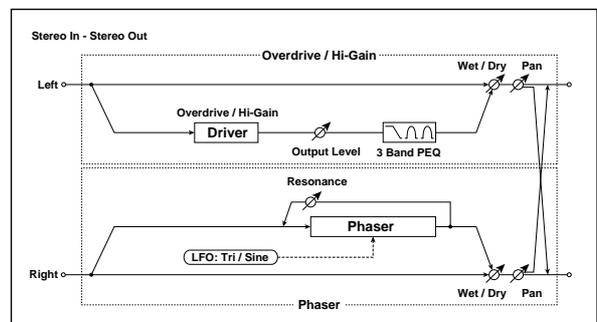 Stereo In - Stereo Out
Overdrive / Hi-Gain
Wet / Dry
Pan
Left
Overdrive / Hi-Gain
Driver
Output Level
3 Band PEQ
Resonance
Phaser
LFO: Tri / Sine
Right
Wet / Dry
Pan
Phaser